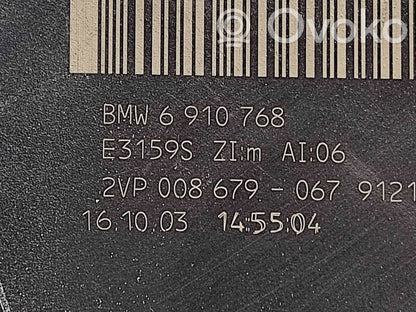 Ovoko
BMW 6 910 768
E3159S ZI:m AI:06
2VP 008 679 - 067 9121
16.10.03 14:55:04